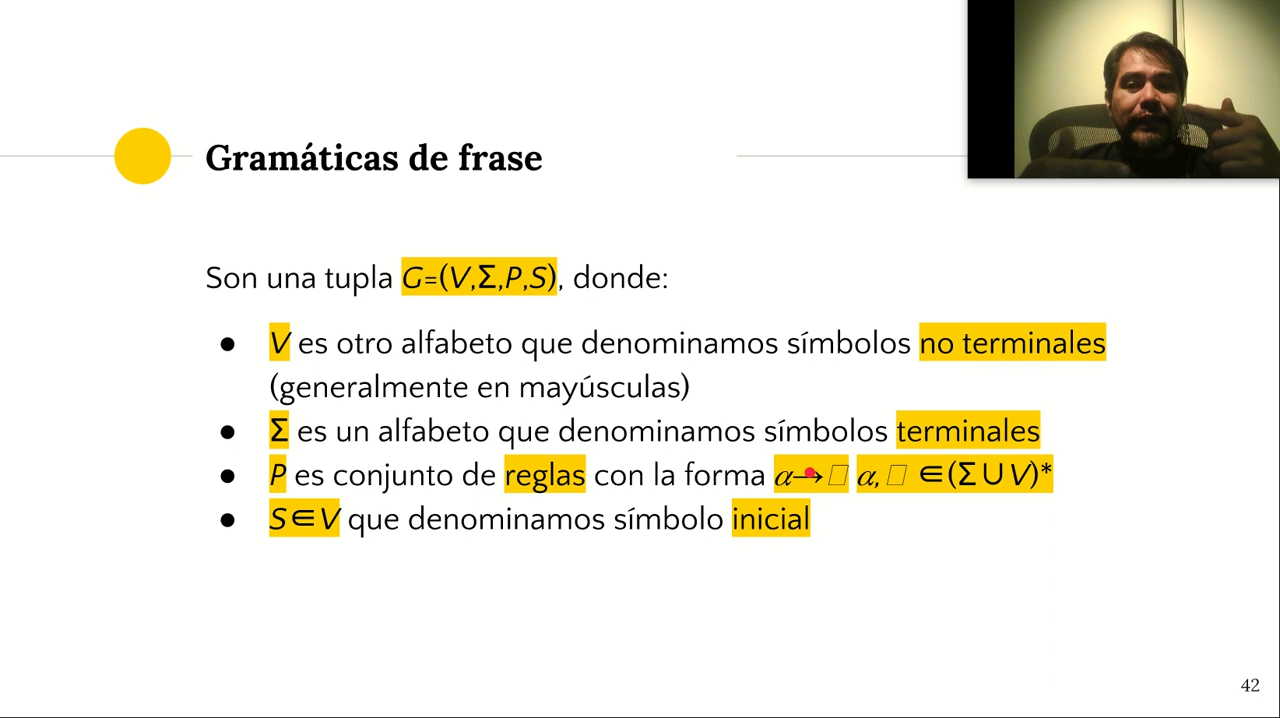 Gramáticas de frase
Son una tupla G=(V,Σ,P,S), donde:
● V es otro alfabeto que denominamos símbolos no terminales
(generalmente en mayúsculas)
● Σ es un alfabeto que denominamos símbolos terminales
● P es conjunto de reglas con la forma α→□ α,□ ∈(Σ∪V)*
● S∈V que denominamos símbolo inicial
42